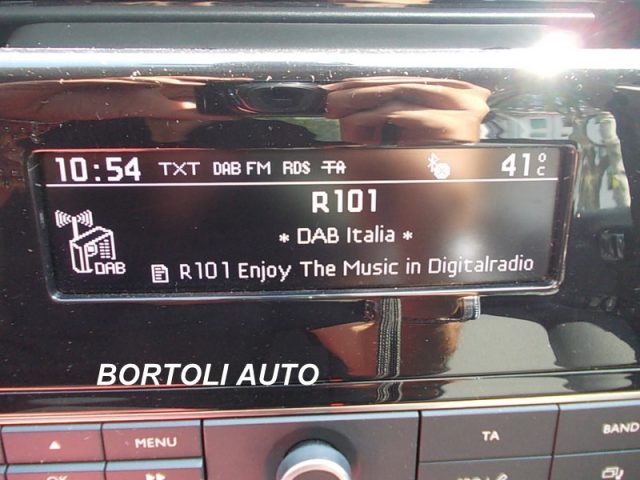 10:54 TXT DAB FM RDS TA 41°C
R101
* DAB Italia *
DAB
R101 Enjoy The Music in Digitalradio
BORTOLI AUTO
MENU
TA
BAND
OK